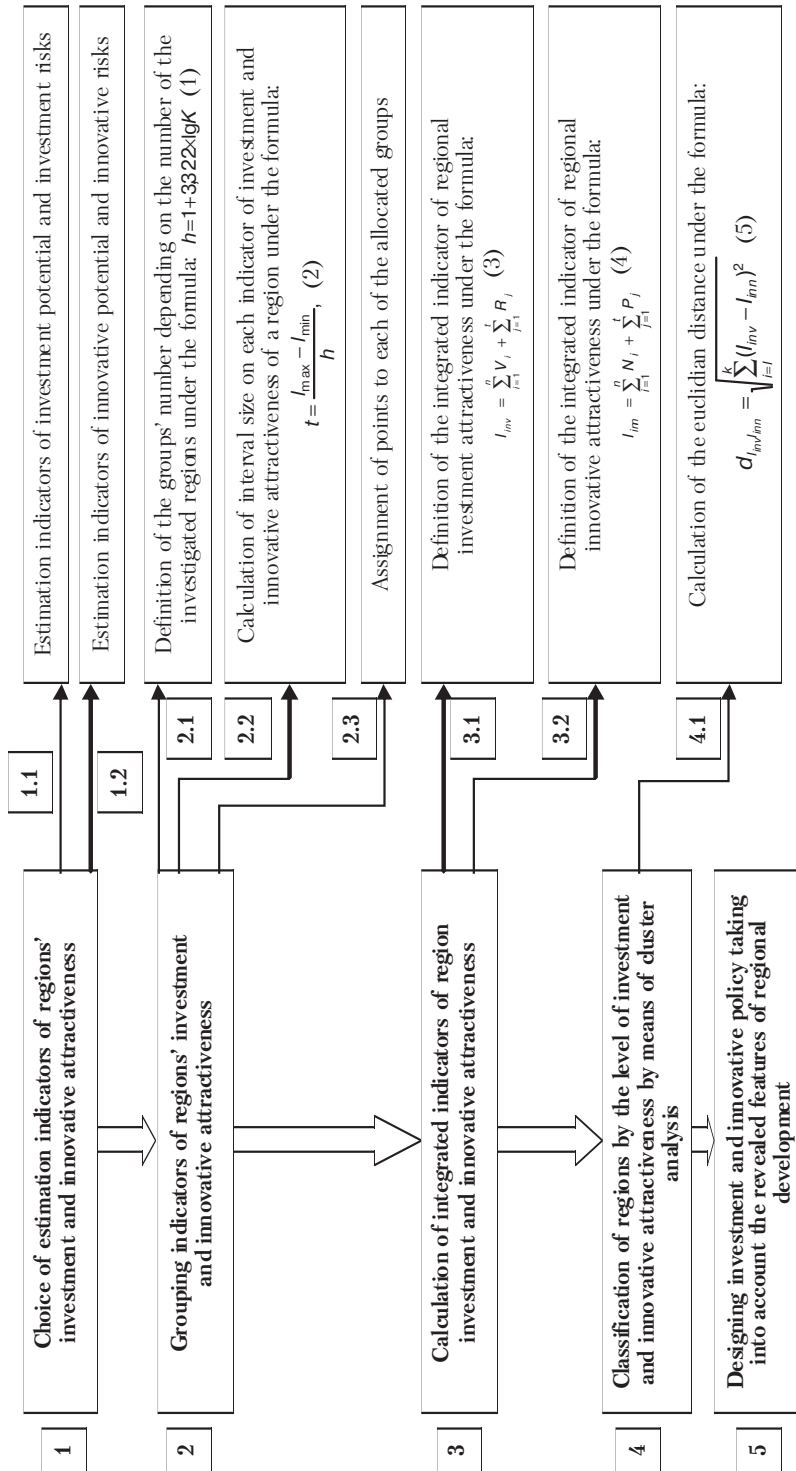 1
Choice of estimation indicators of regions'
investment and innovative attractiveness
1.1
Estimation indicators of investment potential and investment risks
1.2
Estimation indicators of innovative potential and innovative risks
2
Grouping indicators of regions' investment
and innovative attractiveness
2.1
Definition of the groups' number depending on the number of the
investigated regions under the formula: h=1+3,322×lgK (1)
2.2
Calculation of interval size on each indicator of investment and
innovative attractiveness of a region under the formula:
t = (I_max − I_min) / h, (2)
2.3
Assignment of points to each of the allocated groups
3
Calculation of integrated indicators of region
investment and innovative attractiveness
3.1
Definition of the integrated indicator of regional
investment attractiveness under the formula:
I_inv = ∑_{i=1}^{n} V_i + ∑_{j=1}^{t} R_j (3)
3.2
Definition of the integrated indicator of regional
innovative attractiveness under the formula:
I_im = ∑_{i=1}^{n} N_i + ∑_{j=1}^{t} P_j (4)
4
Classification of regions by the level of investment
and innovative attractiveness by means of cluster
analysis
4.1
Calculation of the euclidian distance under the formula:
d_{I_inv I_inn} = √∑_{i=I}^{k} (I_inv − I_inn)² (5)
5
Designing investment and innovative policy taking
into account the revealed features of regional
development